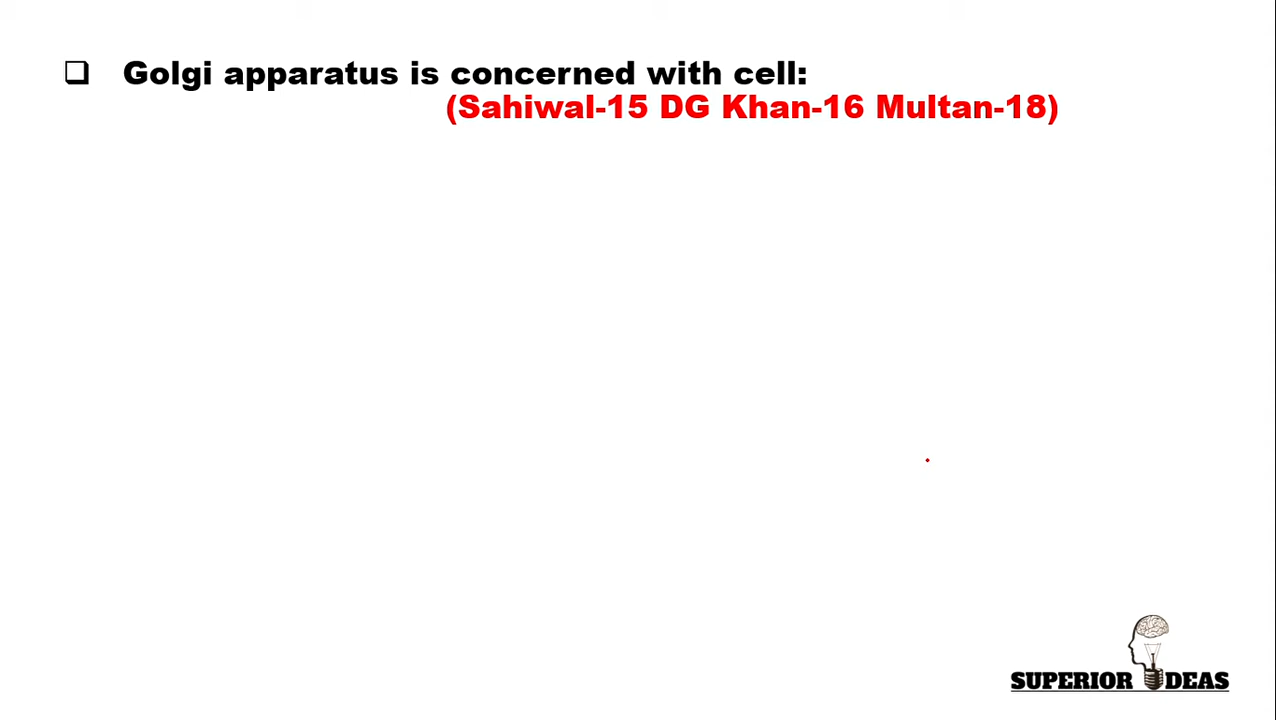 ❑ Golgi apparatus is concerned with cell:
(Sahiwal-15 DG Khan-16 Multan-18)
SUPERIOR IDEAS